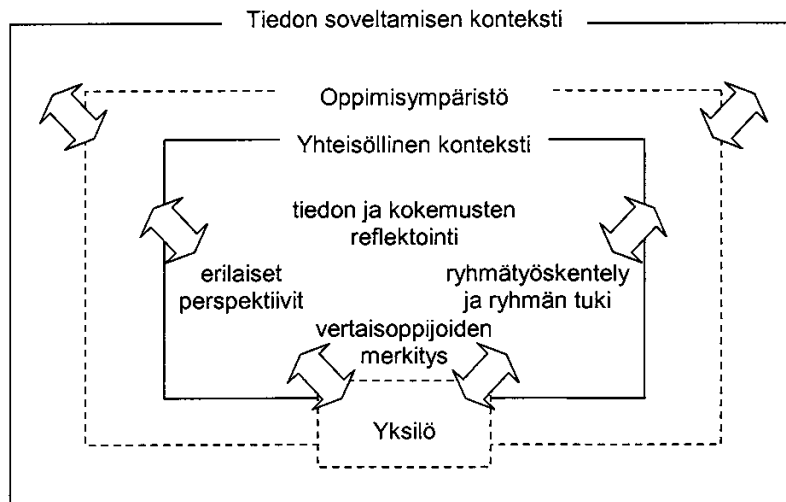 Tiedon soveltamisen konteksti
Oppimisympäristö
Yhteisöllinen konteksti
tiedon ja kokemusten
reflektointi
erilaiset
perspektiivit
ryhmätyöskentely
ja ryhmän tuki
vertaisoppijoiden
merkitys
Yksilö